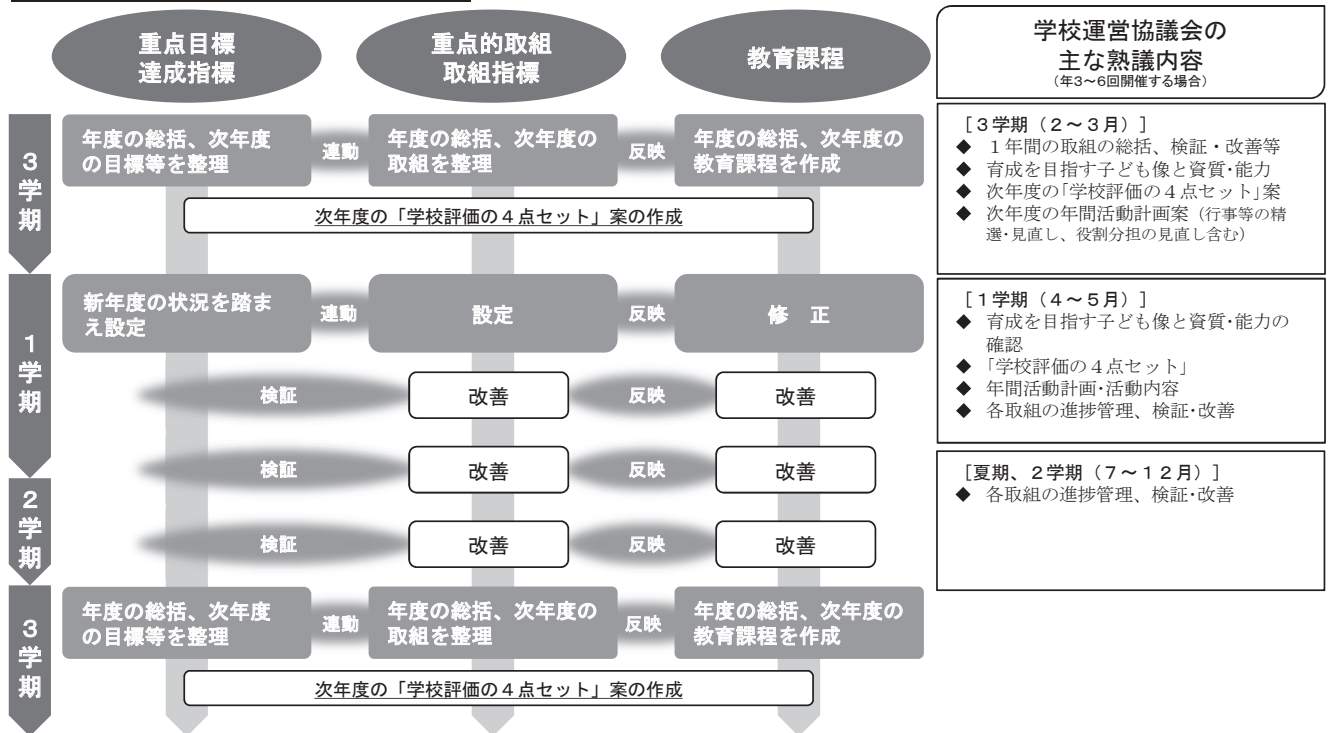 重点目標
達成指標
重点的取組
取組指標
教育課程
学校運営協議会の
主な熟議内容
(年3~6回開催する場合)
3学期
年度の総括、次年度
の目標等を整理
連動
年度の総括、次年度の
取組を整理
反映
年度の総括、次年度の
教育課程を作成
次年度の「学校評価の4点セット」案の作成
[3学期(2~3月)]
◆ 1年間の取組の総括、検証・改善等
◆ 育成を目指す子ども像と資質・能力
◆ 次年度の「学校評価の4点セット」案
◆ 次年度の年間活動計画案(行事等の精
選・見直し、役割分担の見直し含む)
1学期
新年度の状況を踏ま
え設定
連動
設定
反映
修 正
検証
改善
反映
改善
[1学期(4~5月)]
◆ 育成を目指す子ども像と資質・能力の
確認
◆ 「学校評価の4点セット」
◆ 年間活動計画・活動内容
◆ 各取組の進捗管理、検証・改善
検証
改善
反映
改善
2学期
検証
改善
反映
改善
[夏期、2学期(7~12月)]
◆ 各取組の進捗管理、検証・改善
3学期
年度の総括、次年度
の目標等を整理
連動
年度の総括、次年度の
取組を整理
反映
年度の総括、次年度の
教育課程を作成
次年度の「学校評価の4点セット」案の作成